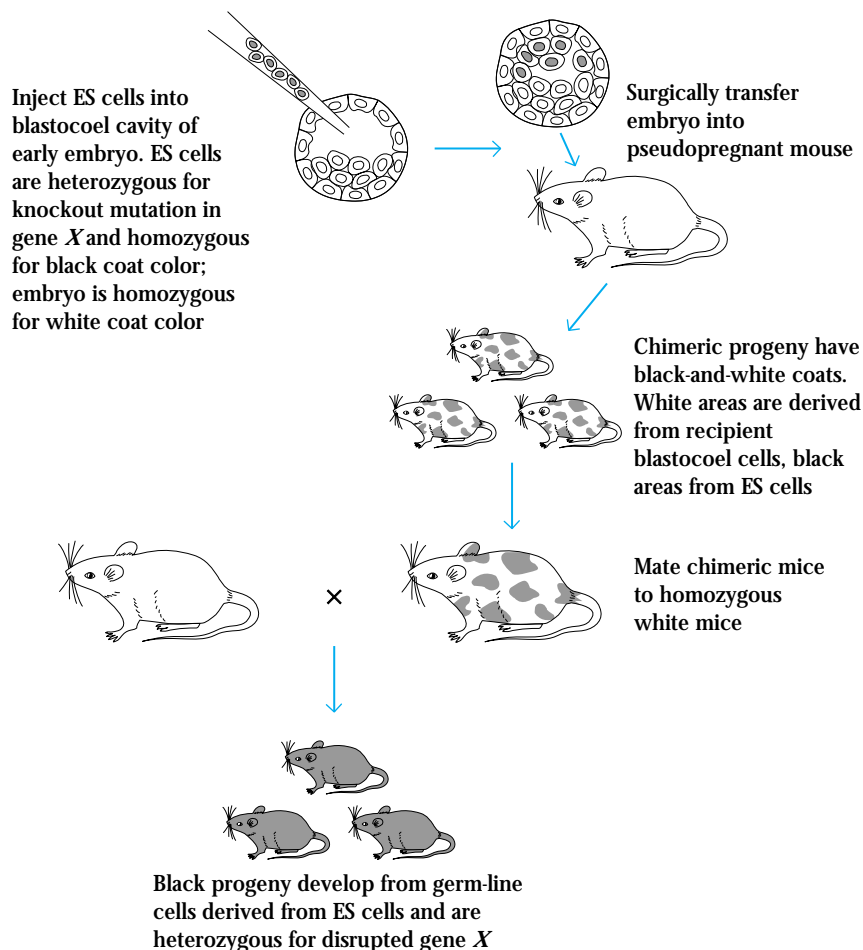 Inject ES cells into
blastocoel cavity of
early embryo. ES cells
are heterozygous for
knockout mutation in
gene X and homozygous
for black coat color;
embryo is homozygous
for white coat color
Surgically transfer
embryo into
pseudopregnant mouse
Chimeric progeny have
black-and-white coats.
White areas are derived
from recipient
blastocoel cells, black
areas from ES cells
×
Mate chimeric mice
to homozygous
white mice
Black progeny develop from germ-line
cells derived from ES cells and are
heterozygous for disrupted gene X